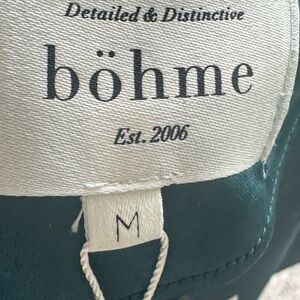 Detailed & Distinctive
böhme
Est. 2006
M